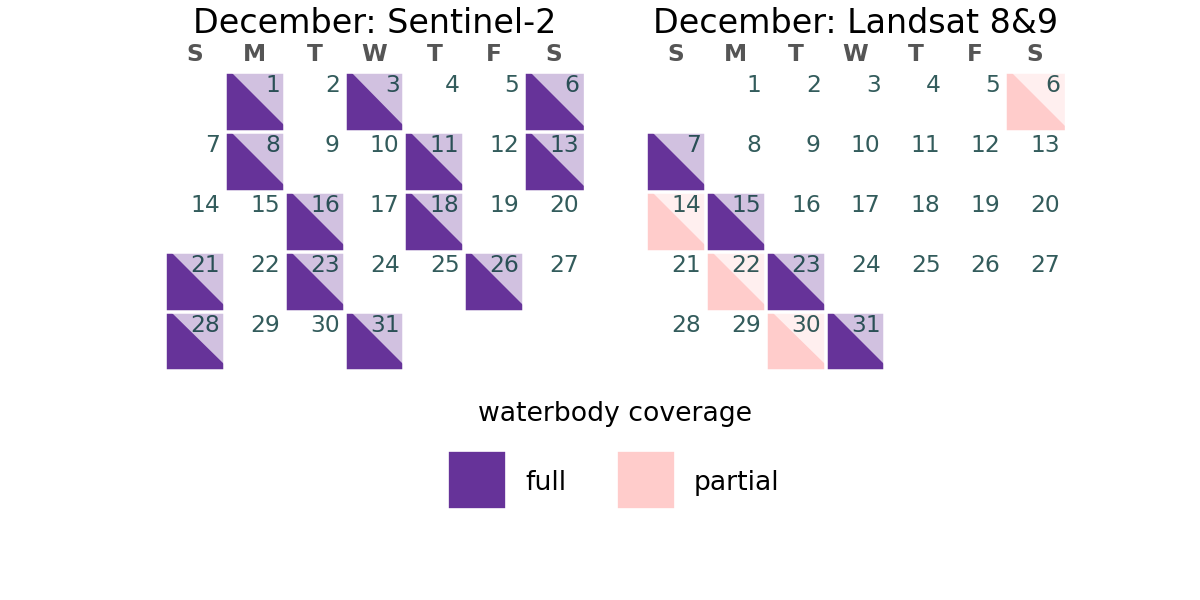 December: Sentinel-2
S M T W T F S
1 2 3 4 5 6
7 8 9 10 11 12 13
14 15 16 17 18 19 20
21 22 23 24 25 26 27
28 29 30 31
December: Landsat 8&9
S M T W T F S
1 2 3 4 5 6
7 8 9 10 11 12 13
14 15 16 17 18 19 20
21 22 23 24 25 26 27
28 29 30 31
waterbody coverage
full
partial